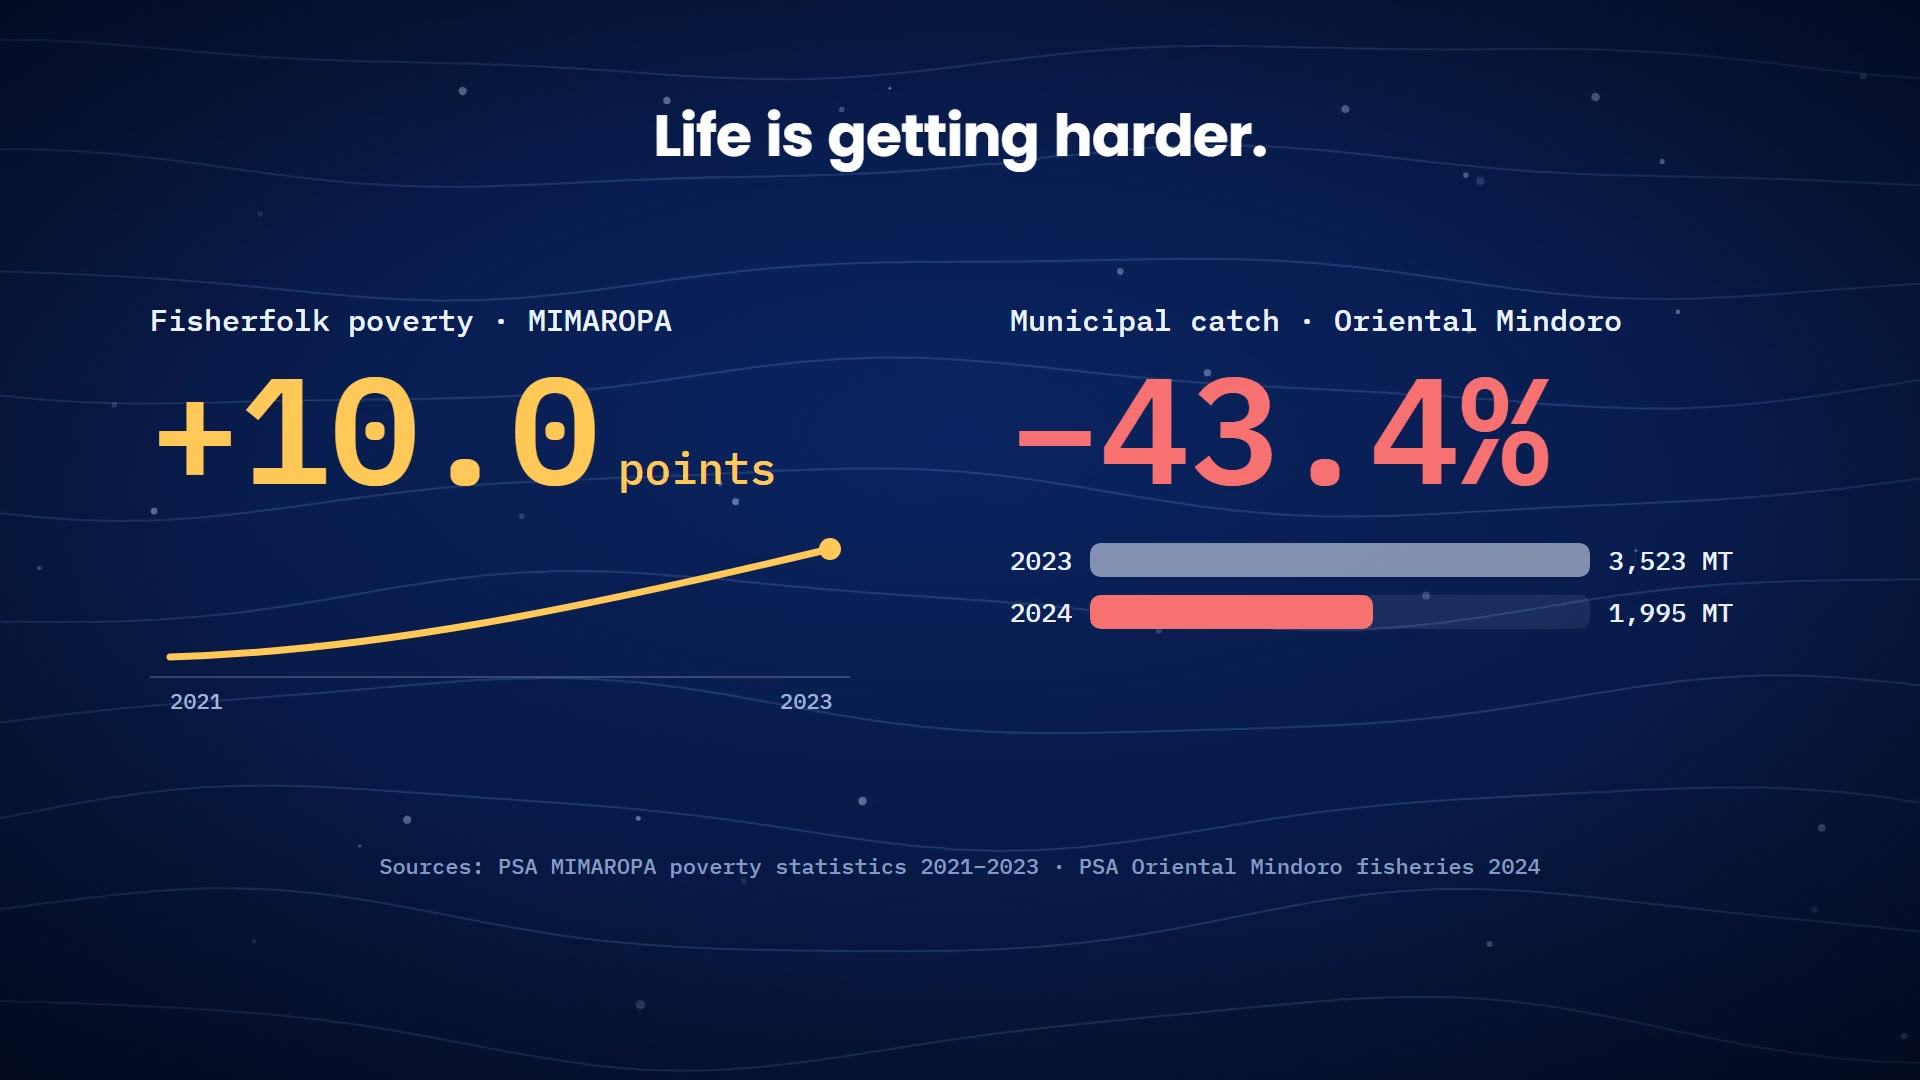 Life is getting harder.
Fisherfolk poverty · MIMAROPA
+10.0 points
2021
2023
Municipal catch · Oriental Mindoro
−43.4%
2023 3,523 MT
2024 1,995 MT
Sources: PSA MIMAROPA poverty statistics 2021–2023 · PSA Oriental Mindoro fisheries 2024